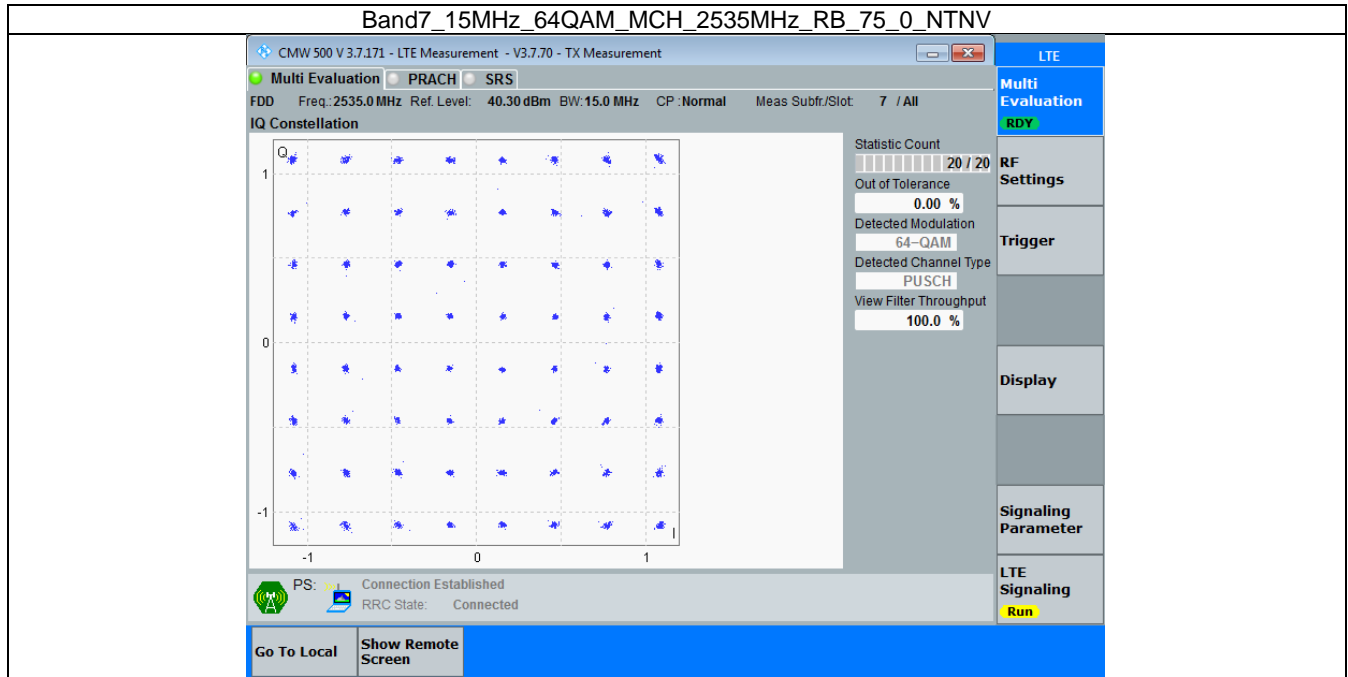 Band7_15MHz_64QAM_MCH_2535MHz_RB_75_0_NTNV
CMW 500 V 3.7.171 - LTE Measurement - V3.7.70 - TX Measurement
LTE
Multi Evaluation PRACH SRS
FDD Freq.: 2535.0 MHz Ref. Level: 40.30 dBm BW: 15.0 MHz CP : Normal Meas Subfr./Slot: 7 / All
IQ Constellation
Q
1
0
-1
I
-1 0 1
Statistic Count
20 / 20
Out of Tolerance
0.00 %
Detected Modulation
64-QAM
Detected Channel Type
PUSCH
View Filter Throughput
100.0 %
Multi
Evaluation
RDY
RF
Settings
Trigger
Display
Signaling
Parameter
LTE
Signaling
Run
PS: Connection Established
RRC State: Connected
Go To Local
Show Remote
Screen